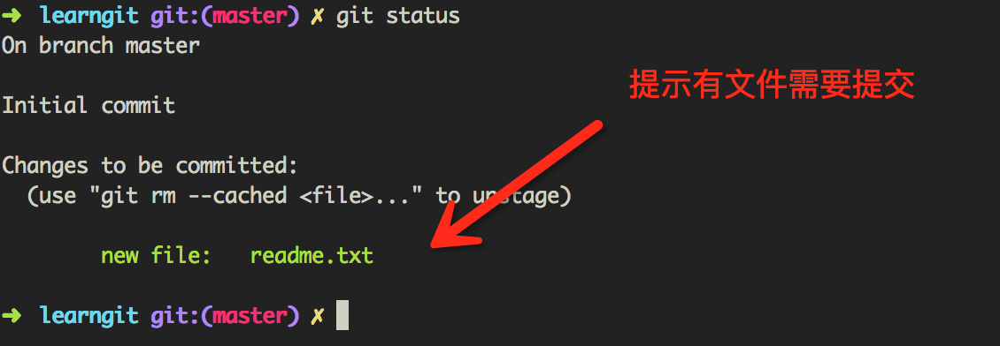 ➜ learngit git:(master) ✗ git status
On branch master
提示有文件需要提交
Initial commit
Changes to be committed:
(use "git rm --cached <file>..." to unstage)
new file: readme.txt
➜ learngit git:(master) ✗